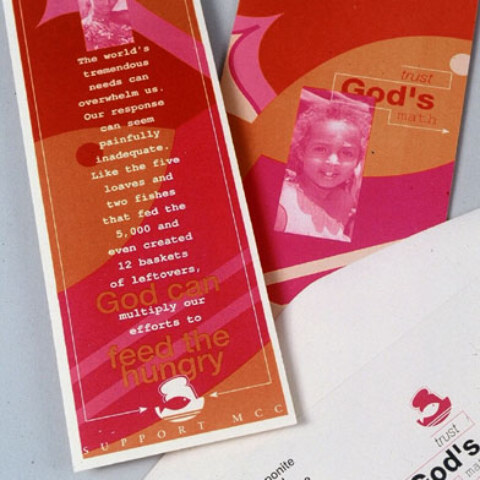 The world's
tremendous
needs can
overwhelm us.
Our response
can seem
painfully
inadequate.
Like the five
loaves and
two fishes
that fed the
5,000 and
even created
12 baskets
of leftovers,
God can
multiply our
efforts to
feed the
hungry
SUPPORT MCC
trust
God's
math
trust
God's
math